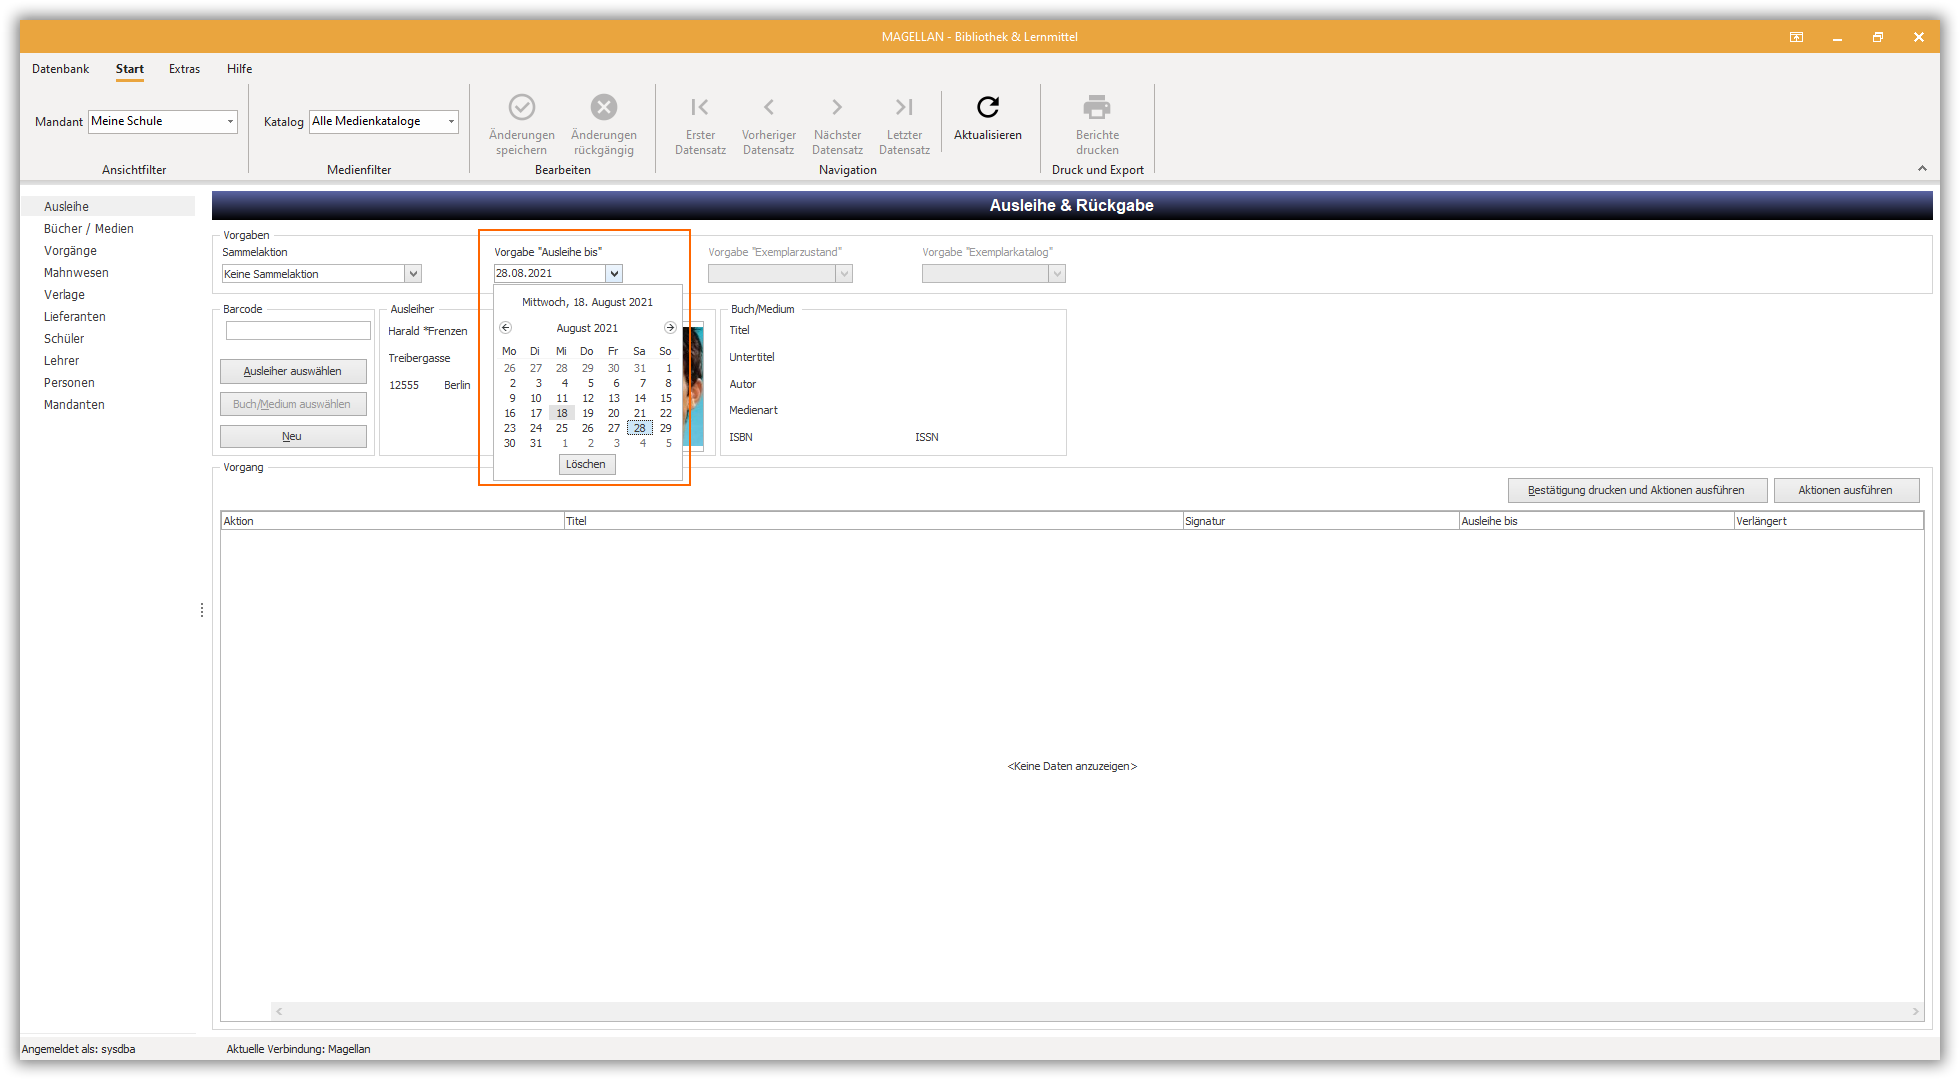 MAGELLAN - Bibliothek & Lernmittel
Datenbank Start Extras Hilfe
Mandant Meine Schule
Ansichtfilter
Katalog Alle Medienkataloge
Medienfilter
Änderungen speichern
Änderungen rückgängig
Bearbeiten
Erster Datensatz
Vorheriger Datensatz
Nächster Datensatz
Letzter Datensatz
Navigation
Aktualisieren
Berichte drucken
Druck und Export
Ausleihe
Bücher / Medien
Vorgänge
Mahnwesen
Verlage
Lieferanten
Schüler
Lehrer
Personen
Mandanten
Ausleihe & Rückgabe
Vorgaben
Sammelaktion
Keine Sammelaktion
Vorgabe "Ausleihe bis"
28.08.2021
Vorgabe "Exemplarzustand"
Vorgabe "Exemplarkatalog"
Mittwoch, 18. August 2021
August 2021
Mo Di Mi Do Fr Sa So
26 27 28 29 30 31 1
2 3 4 5 6 7 8
9 10 11 12 13 14 15
16 17 18 19 20 21 22
23 24 25 26 27 28 29
30 31 1 2 3 4 5
Löschen
Barcode
Ausleiher auswählen
Buch/Medium auswählen
Neu
Ausleiher
Harald *Frenzen
Treibergasse
12555 Berlin
Buch/Medium
Titel
Untertitel
Autor
Medienart
ISBN ISSN
Vorgang
Bestätigung drucken und Aktionen ausführen
Aktionen ausführen
Aktion Titel Signatur Ausleihe bis Verlängert
<Keine Daten anzuzeigen>
Angemeldet als: sysdba
Aktuelle Verbindung: Magellan